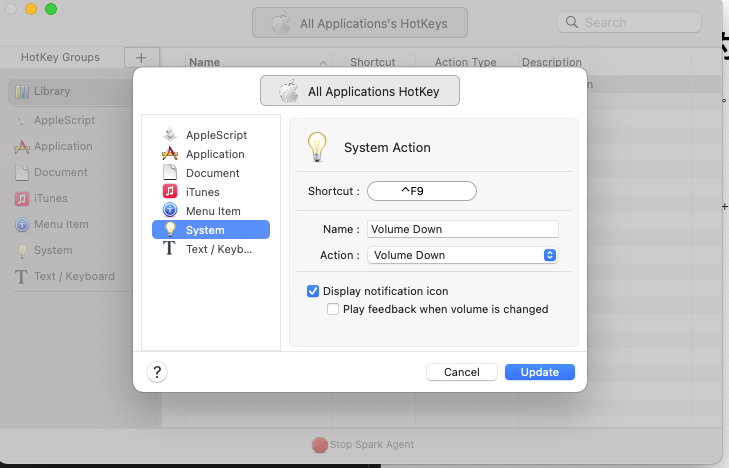 All Applications's HotKeys
Search
HotKey Groups
+
Name
Shortcut
Action Type
Description
Library
AppleScript
Application
Document
iTunes
Menu Item
System
Text / Keyboard
All Applications HotKey
AppleScript
Application
Document
iTunes
Menu Item
System
Text / Keyb...
System Action
Shortcut :
^F9
Name :
Volume Down
Action :
Volume Down
Display notification icon
Play feedback when volume is changed
?
Cancel
Update
Stop Spark Agent